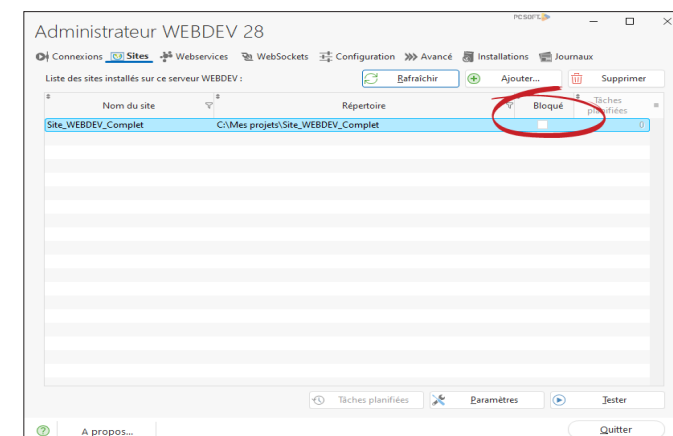 PC SOFT
Administrateur WEBDEV 28
Connexions Sites Webservices WebSockets Configuration Avancé Installations Journaux
Liste des sites installés sur ce serveur WEBDEV : Rafraîchir Ajouter... Supprimer
Nom du site Répertoire Bloqué Tâches planifiées
Site_WEBDEV_Complet C:\Mes projets\Site_WEBDEV_Complet 0
Tâches planifiées Paramètres Tester
A propos... Quitter